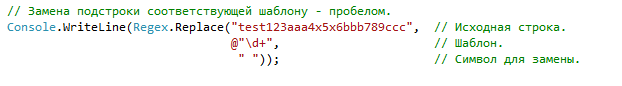 // Замена подстроки соответствующей шаблону - пробелом.
Console.WriteLine(Regex.Replace("test123aaa4x5x6bbb789ccc", // Исходная строка.
@"\d+", // Шаблон.
" ")); // Символ для замены.